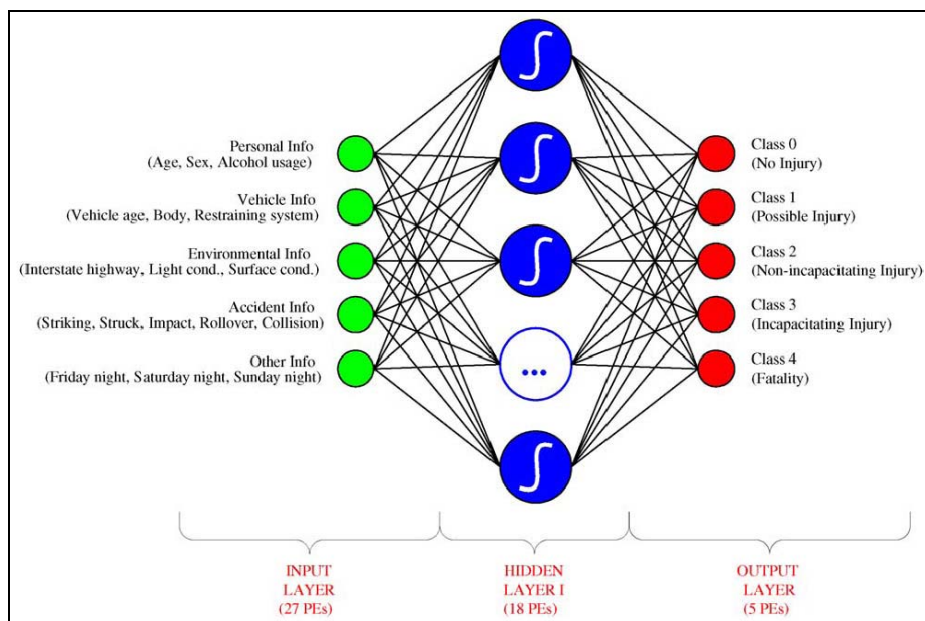 Personal Info
(Age, Sex, Alcohol usage)
Vehicle Info
(Vehicle age, Body, Restraining system)
Environmental Info
(Interstate highway, Light cond., Surface cond.)
Accident Info
(Striking, Struck, Impact, Rollover, Collision)
Other Info
(Friday night, Saturday night, Sunday night)
∫
∫
∫
...
∫
Class 0
(No Injury)
Class 1
(Possible Injury)
Class 2
(Non-incapacitating Injury)
Class 3
(Incapacitating Injury)
Class 4
(Fatality)
INPUT
LAYER
(27 PEs)
HIDDEN
LAYER I
(18 PEs)
OUTPUT
LAYER
(5 PEs)